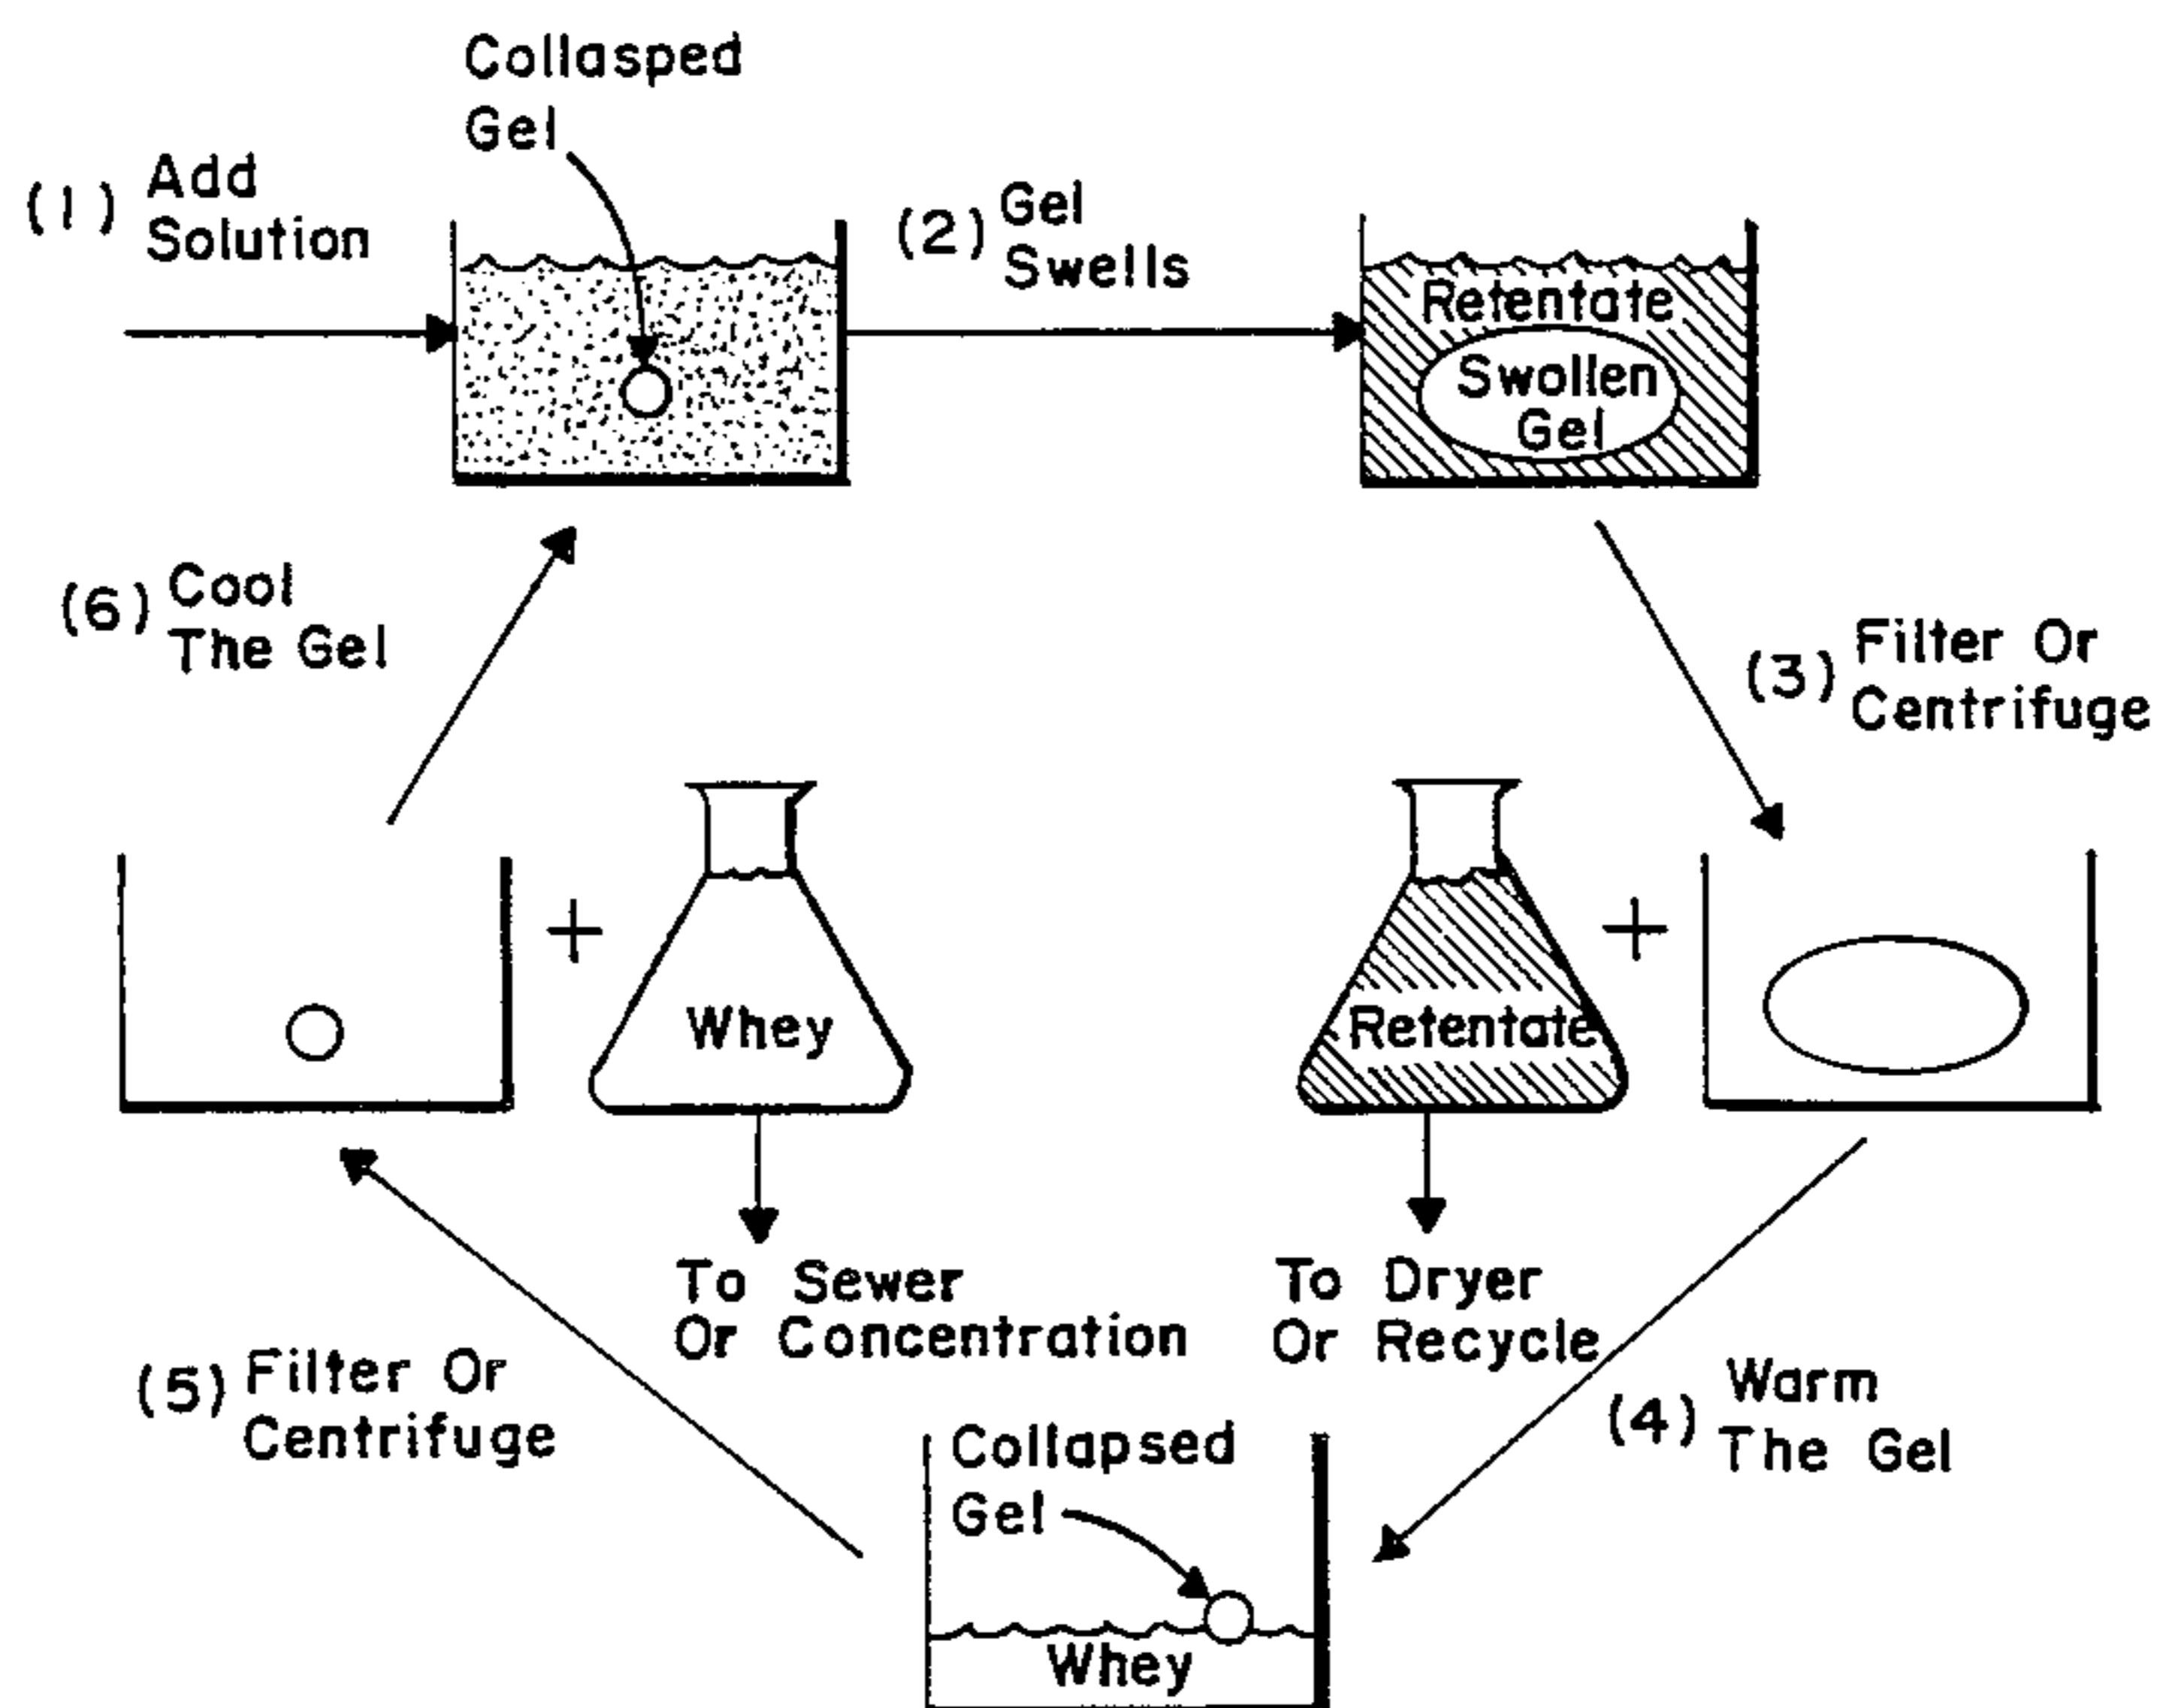 Collasped
Gel
(1) Add
Solution
(2) Gel
Swells
Retentate
Swollen
Gel
(6) Cool
The Gel
(3) Filter Or
Centrifuge
+
Whey
Retentate
+
To Sewer
Or Concentration
To Dryer
Or Recycle
(5) Filter Or
Centrifuge
(4) Warm
The Gel
Collapsed
Gel
Whey